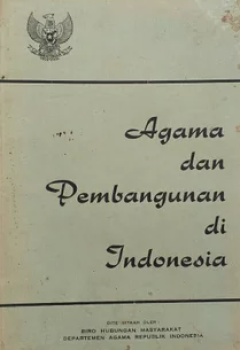 Agama
dan
Pembangunan
di
Indonesia
DITERBITKAN OLEH :
BIRO HUBUNGAN MASYARAKAT
DEPARTEMEN AGAMA REPUBLIK INDONESIA